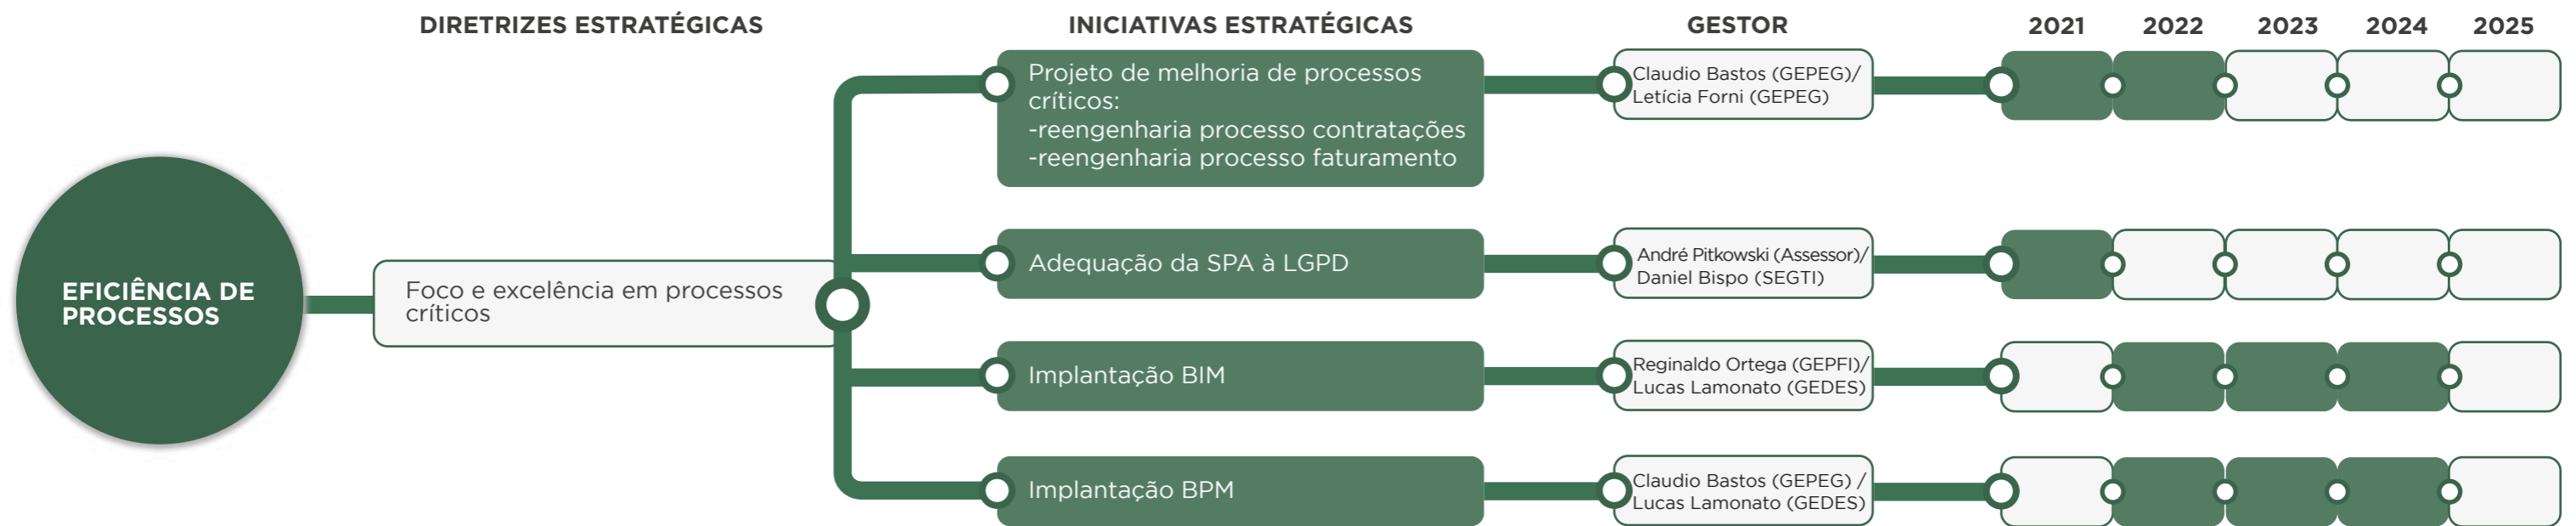 DIRETRIZES ESTRATÉGICAS
INICIATIVAS ESTRATÉGICAS
GESTOR
2021
2022
2023
2024
2025
EFICIÊNCIA DE
PROCESSOS
Foco e excelência em processos
críticos
Projeto de melhoria de processos
críticos:
-reengenharia processo contratações
-reengenharia processo faturamento
Claudio Bastos (GEPEG)/
Letícia Forni (GEPEG)
Adequação da SPA à LGPD
André Pitkowski (Assessor)/
Daniel Bispo (SEGTI)
Implantação BIM
Reginaldo Ortega (GEPFI)/
Lucas Lamonato (GEDES)
Implantação BPM
Claudio Bastos (GEPEG) /
Lucas Lamonato (GEDES)